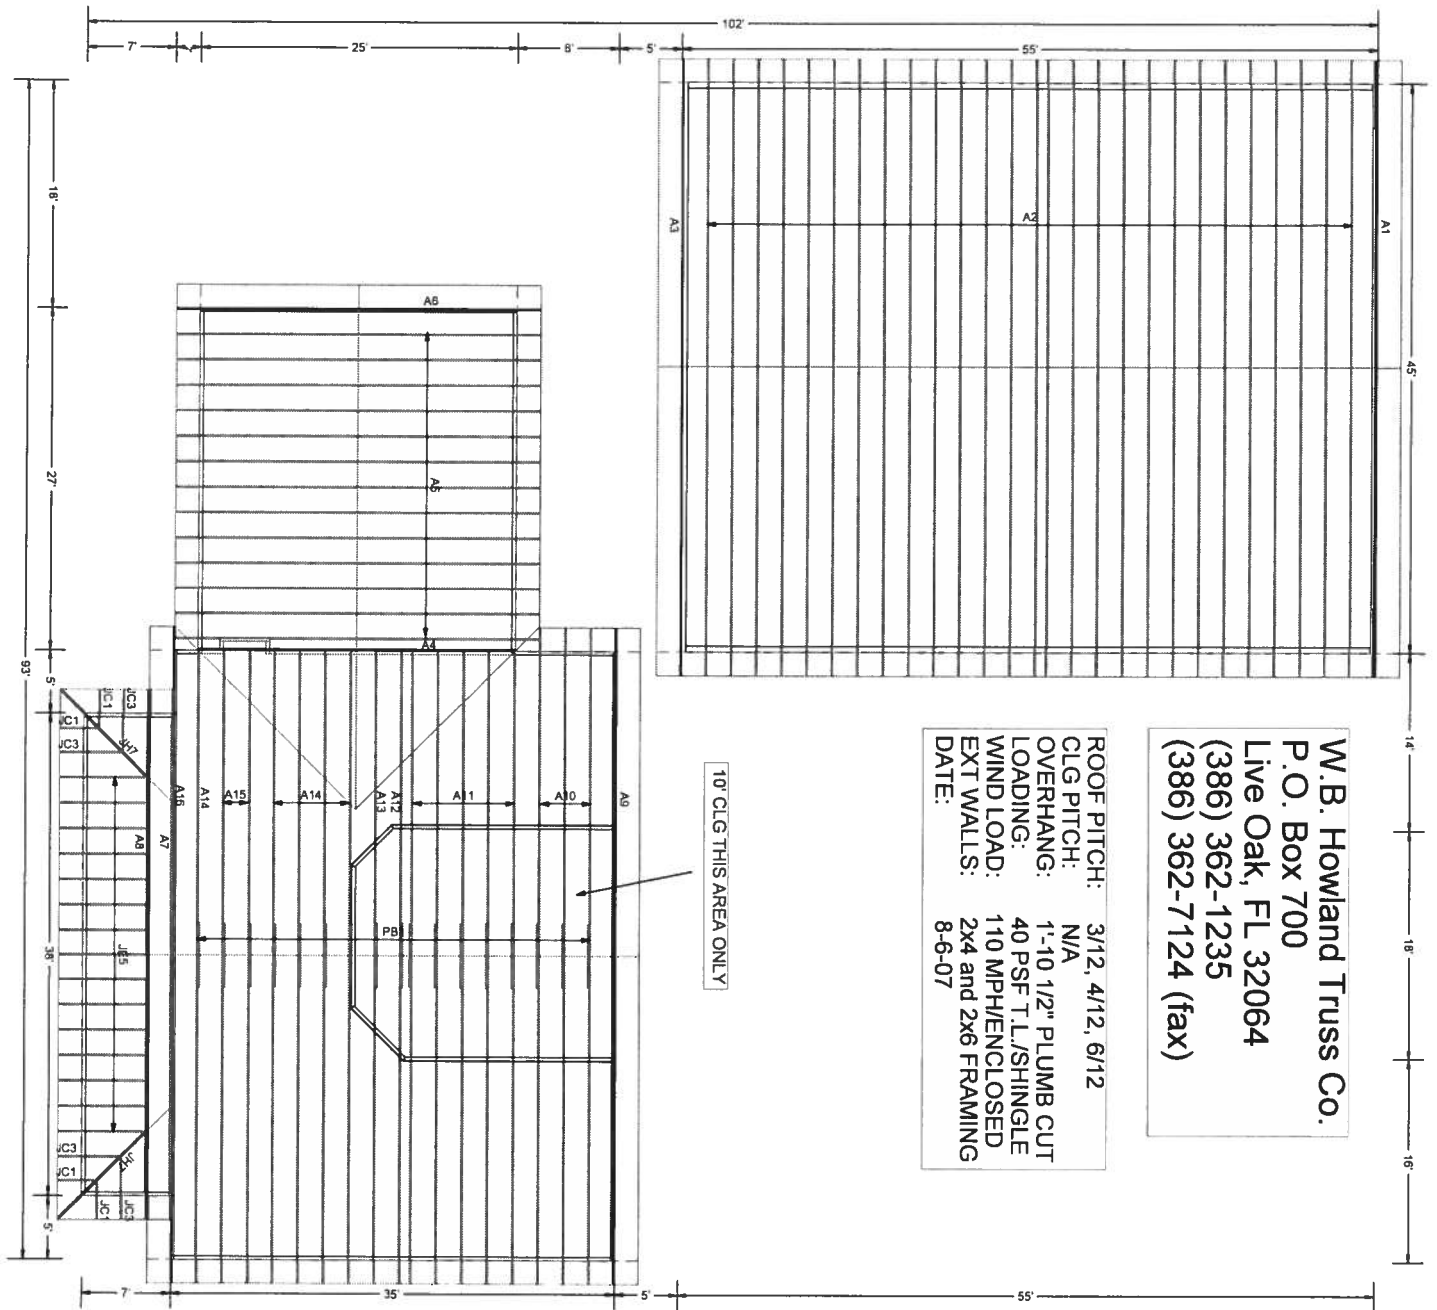 W.B. Howland Truss Co.
P.O. Box 700
Live Oak, FL 32064
(386) 362-1235
(386) 362-7124 (fax)
ROOF PITCH: 3/12, 4/12, 6/12
CLG PITCH: N/A
OVERHANG: 1'-10 1/2" PLUMB CUT
LOADING: 40 PSF T.L./SHINGLE
WIND LOAD: 110 MPH/ENCLOSED
EXT WALLS: 2x4 and 2x6 FRAMING
DATE: 8-6-07
10' CLG THIS AREA ONLY
102'
7'
25'
8'
5'
55'
A1
A2
A3
45'
14'
18'
16'
18'
27'
93'
5'
38'
5'
A6
A5
A4
A9
A10
A11
A12
A13
A14
A15
A14
A16
A7
A8
PB1
JC3
JC1
JC1
JC3
JH7
JE5
JC3
JC1
JH7
JC1
JC3
7'
35'
5'
55'